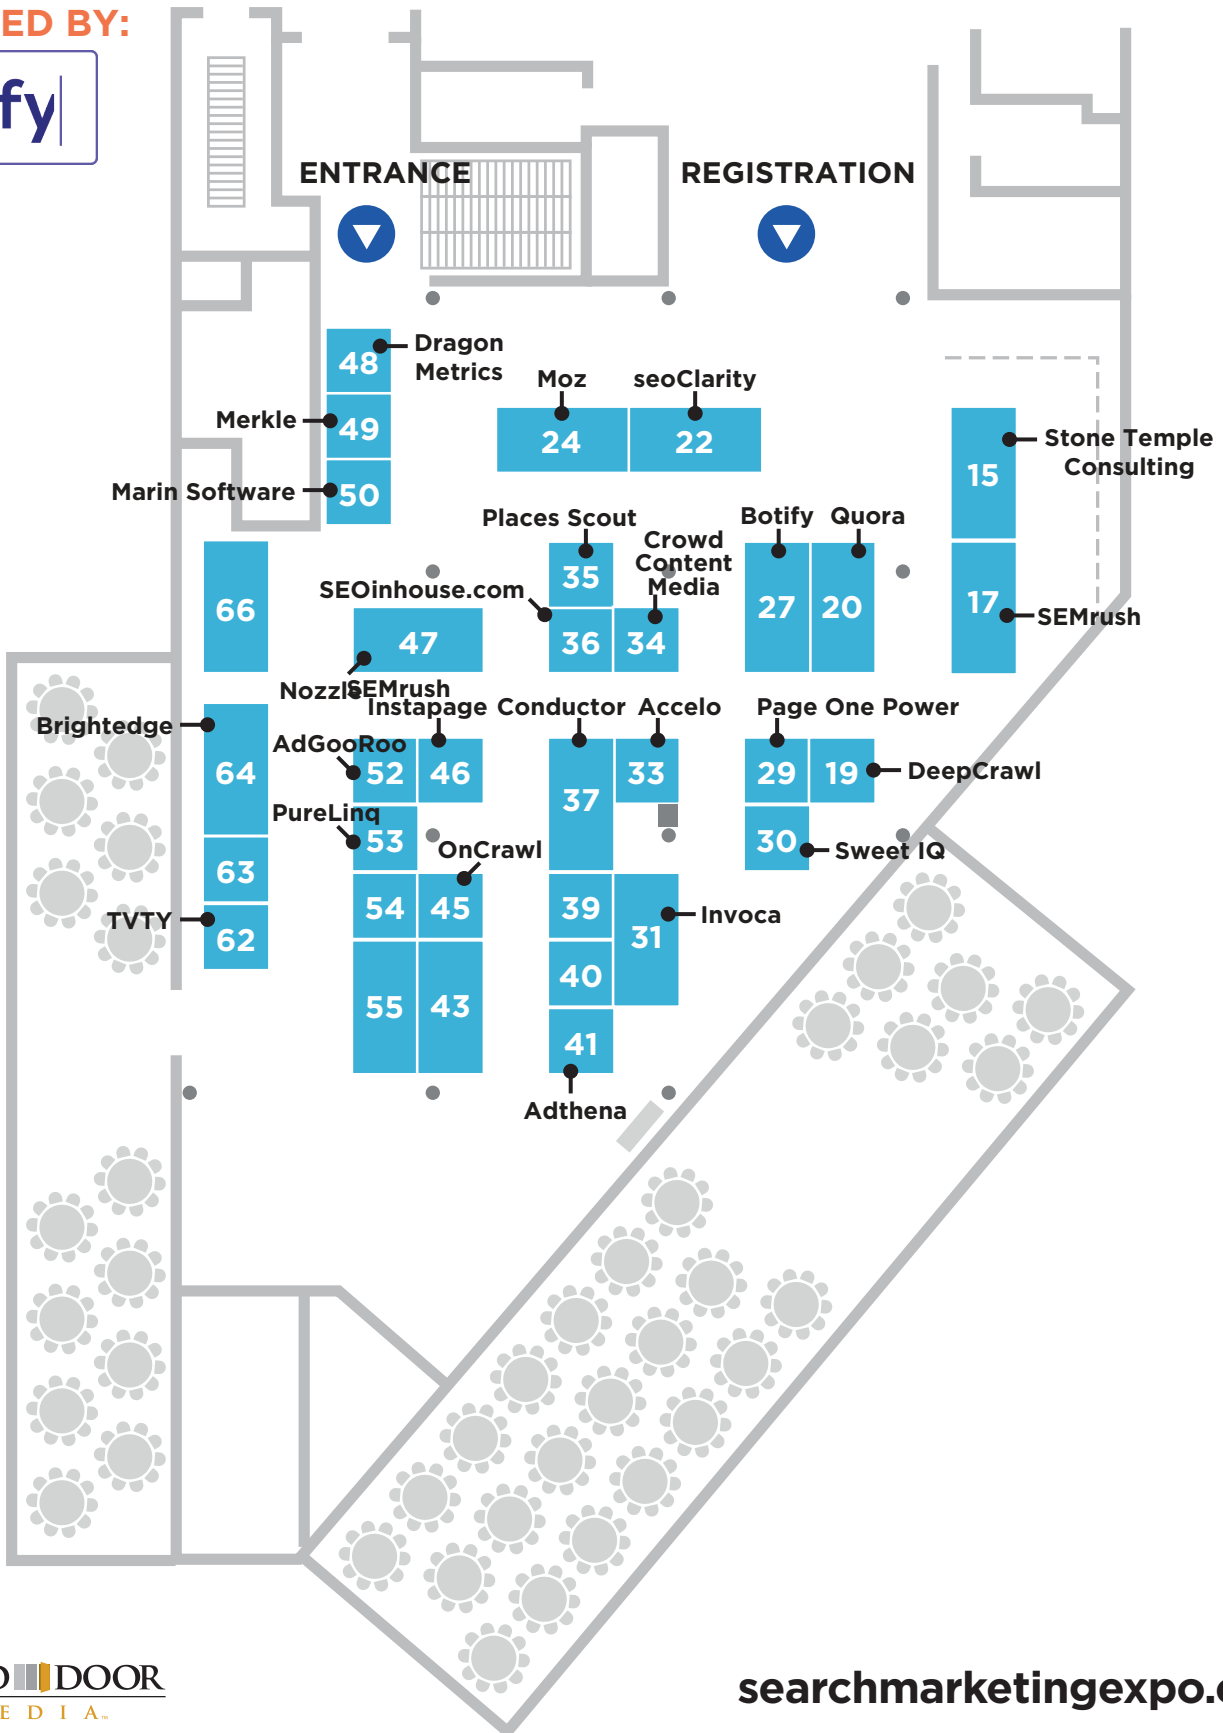 ED BY:
fy
ENTRANCE
REGISTRATION
48
Dragon
Metrics
Merkle
49
Marin Software
50
Moz
seoClarity
24
22
15
Stone Temple
Consulting
Places Scout
Crowd
Content
Media
Botify
Quora
35
SEOinhouse.com
36
34
27
20
17
SEMrush
66
47
Nozzle
SEMrush
Instapage
Conductor
Accelo
Page One Power
Brightedge
64
AdGooRoo
52
46
37
33
29
19
DeepCrawl
PureLinq
53
OnCrawl
30
Sweet IQ
63
54
45
39
31
Invoca
TVTY
62
40
55
43
41
Adthena
DOOR
E D I A
searchmarketingexpo.